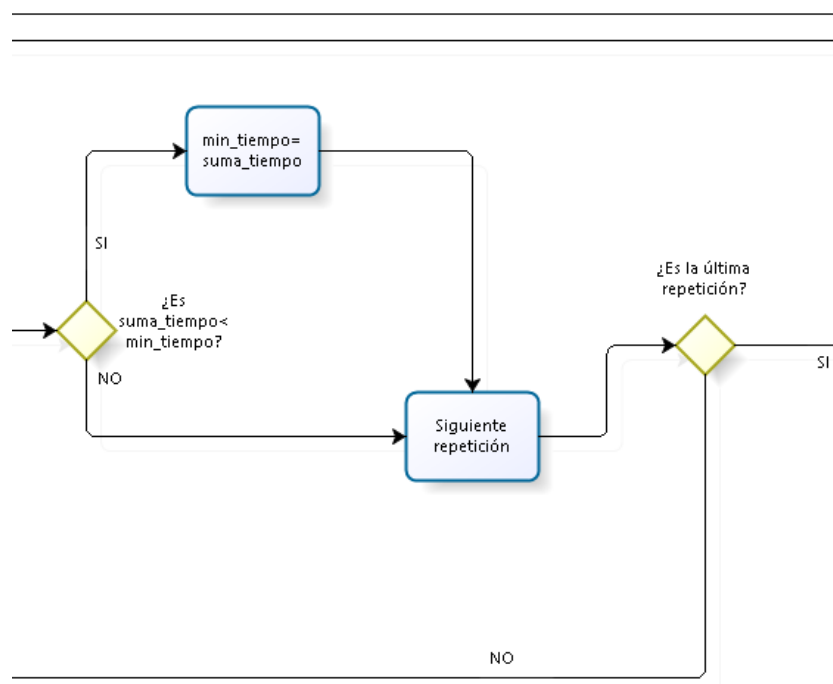 min_tiempo=
suma_tiempo
SI
¿Es
suma_tiempo<
min_tiempo?
NO
Siguiente
repetición
¿Es la última
repetición?
SI
NO